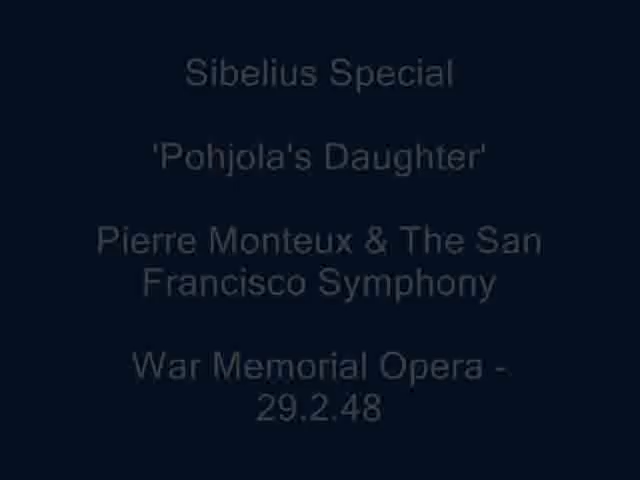 Sibelius Special
'Pohjola's Daughter'
Pierre Monteux & The San
Francisco Symphony
War Memorial Opera -
29.2.48